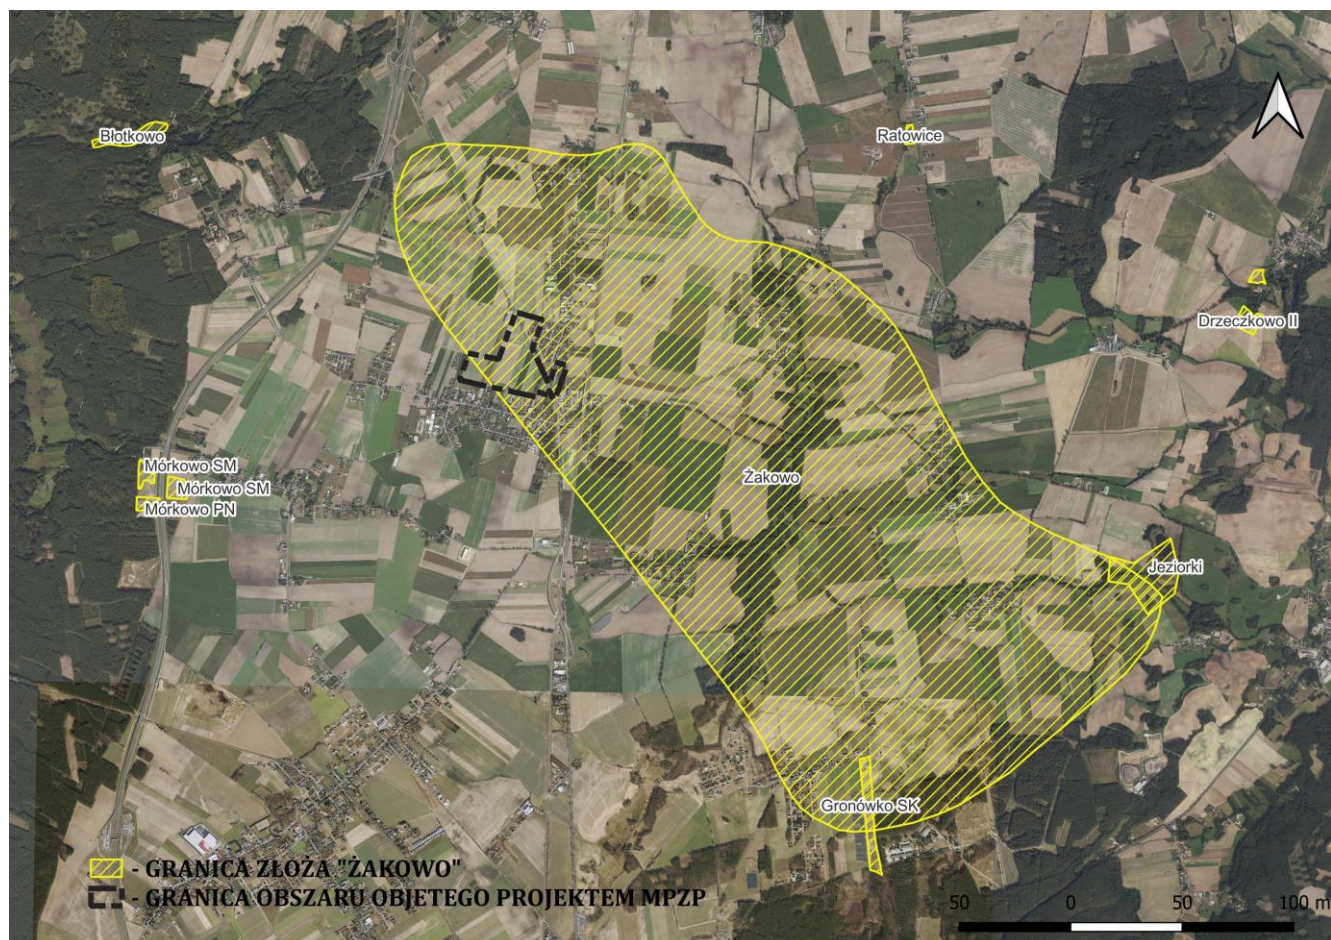 Błotkowo
Ratowice
Drzeczkowo II
Mórkowo SM
Żakowo
Mórkowo SM
Mórkowo PN
Jeziorki
Gronówko SK
- GRANICA ZŁOŻA "ŻAKOWO"
- GRANICA OBSZARU OBJETEGO PROJEKTEM MPZP
50 0 50 100 m